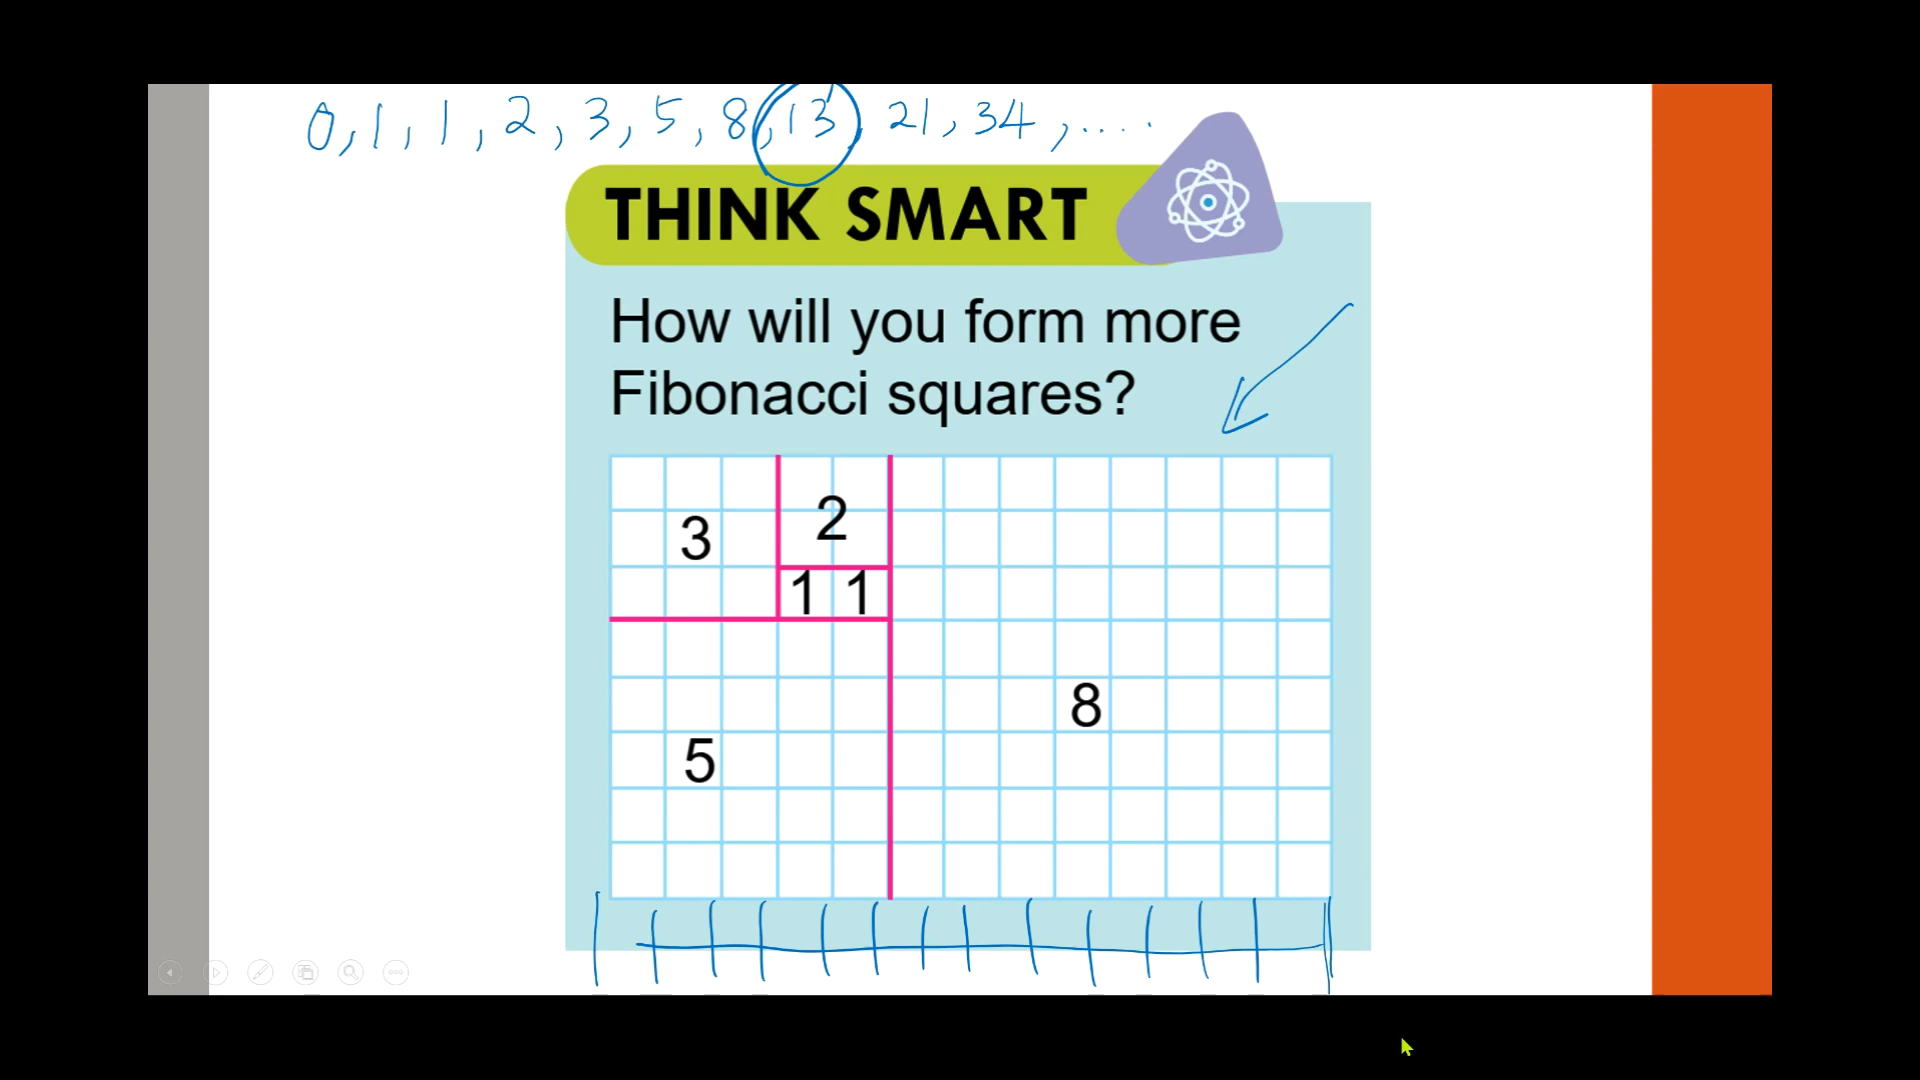 0, 1, 1, 2, 3, 5, 8, 13, 21, 34, ....
THINK SMART
How will you form more
Fibonacci squares?
3 2
1 1
8
5